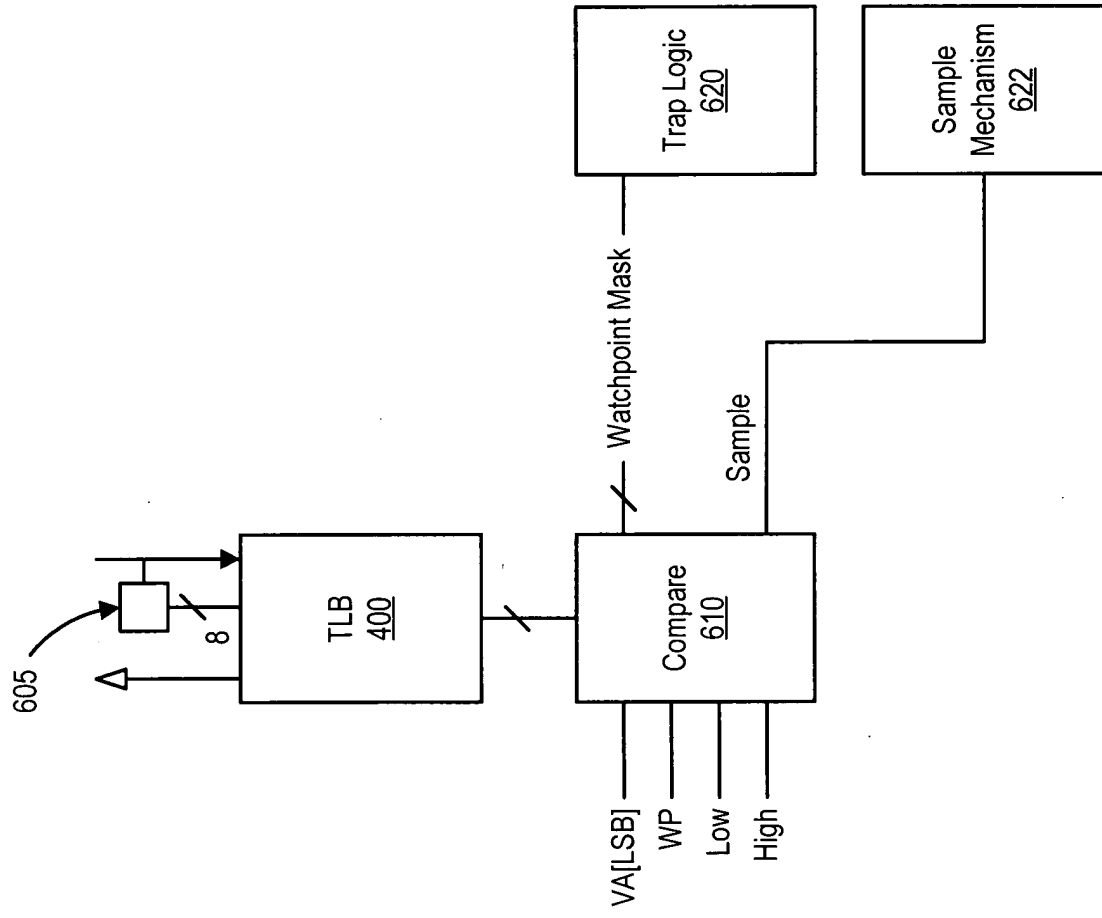 605
8
TLB
400
VA[LSB]
WP
Low
High
Compare
610
Watchpoint Mask
Sample
Trap Logic
620
Sample
Mechanism
622